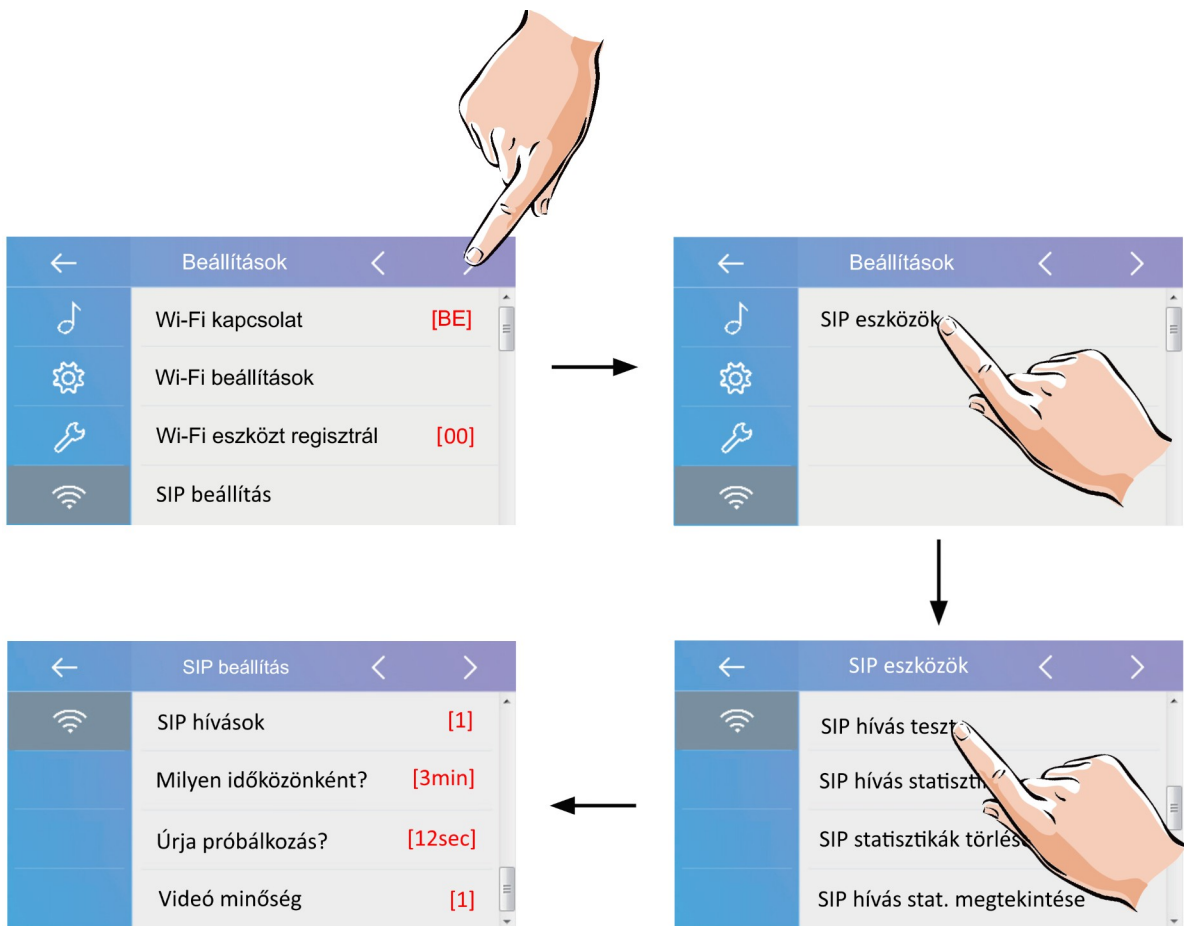 Beállítások
Wi-Fi kapcsolat [BE]
Wi-Fi beállítások
Wi-Fi eszközt regisztrál [00]
SIP beállítás
Beállítások
SIP eszközök
SIP eszközök
SIP hívás teszt
SIP hívás
SIP statisztikák
SIP hívás stat. megtekintése
SIP beállítás
SIP hívások [1]
Milyen időközönként? [3min]
Úrja próbálkozás? [12sec]
Videó minőség [1]